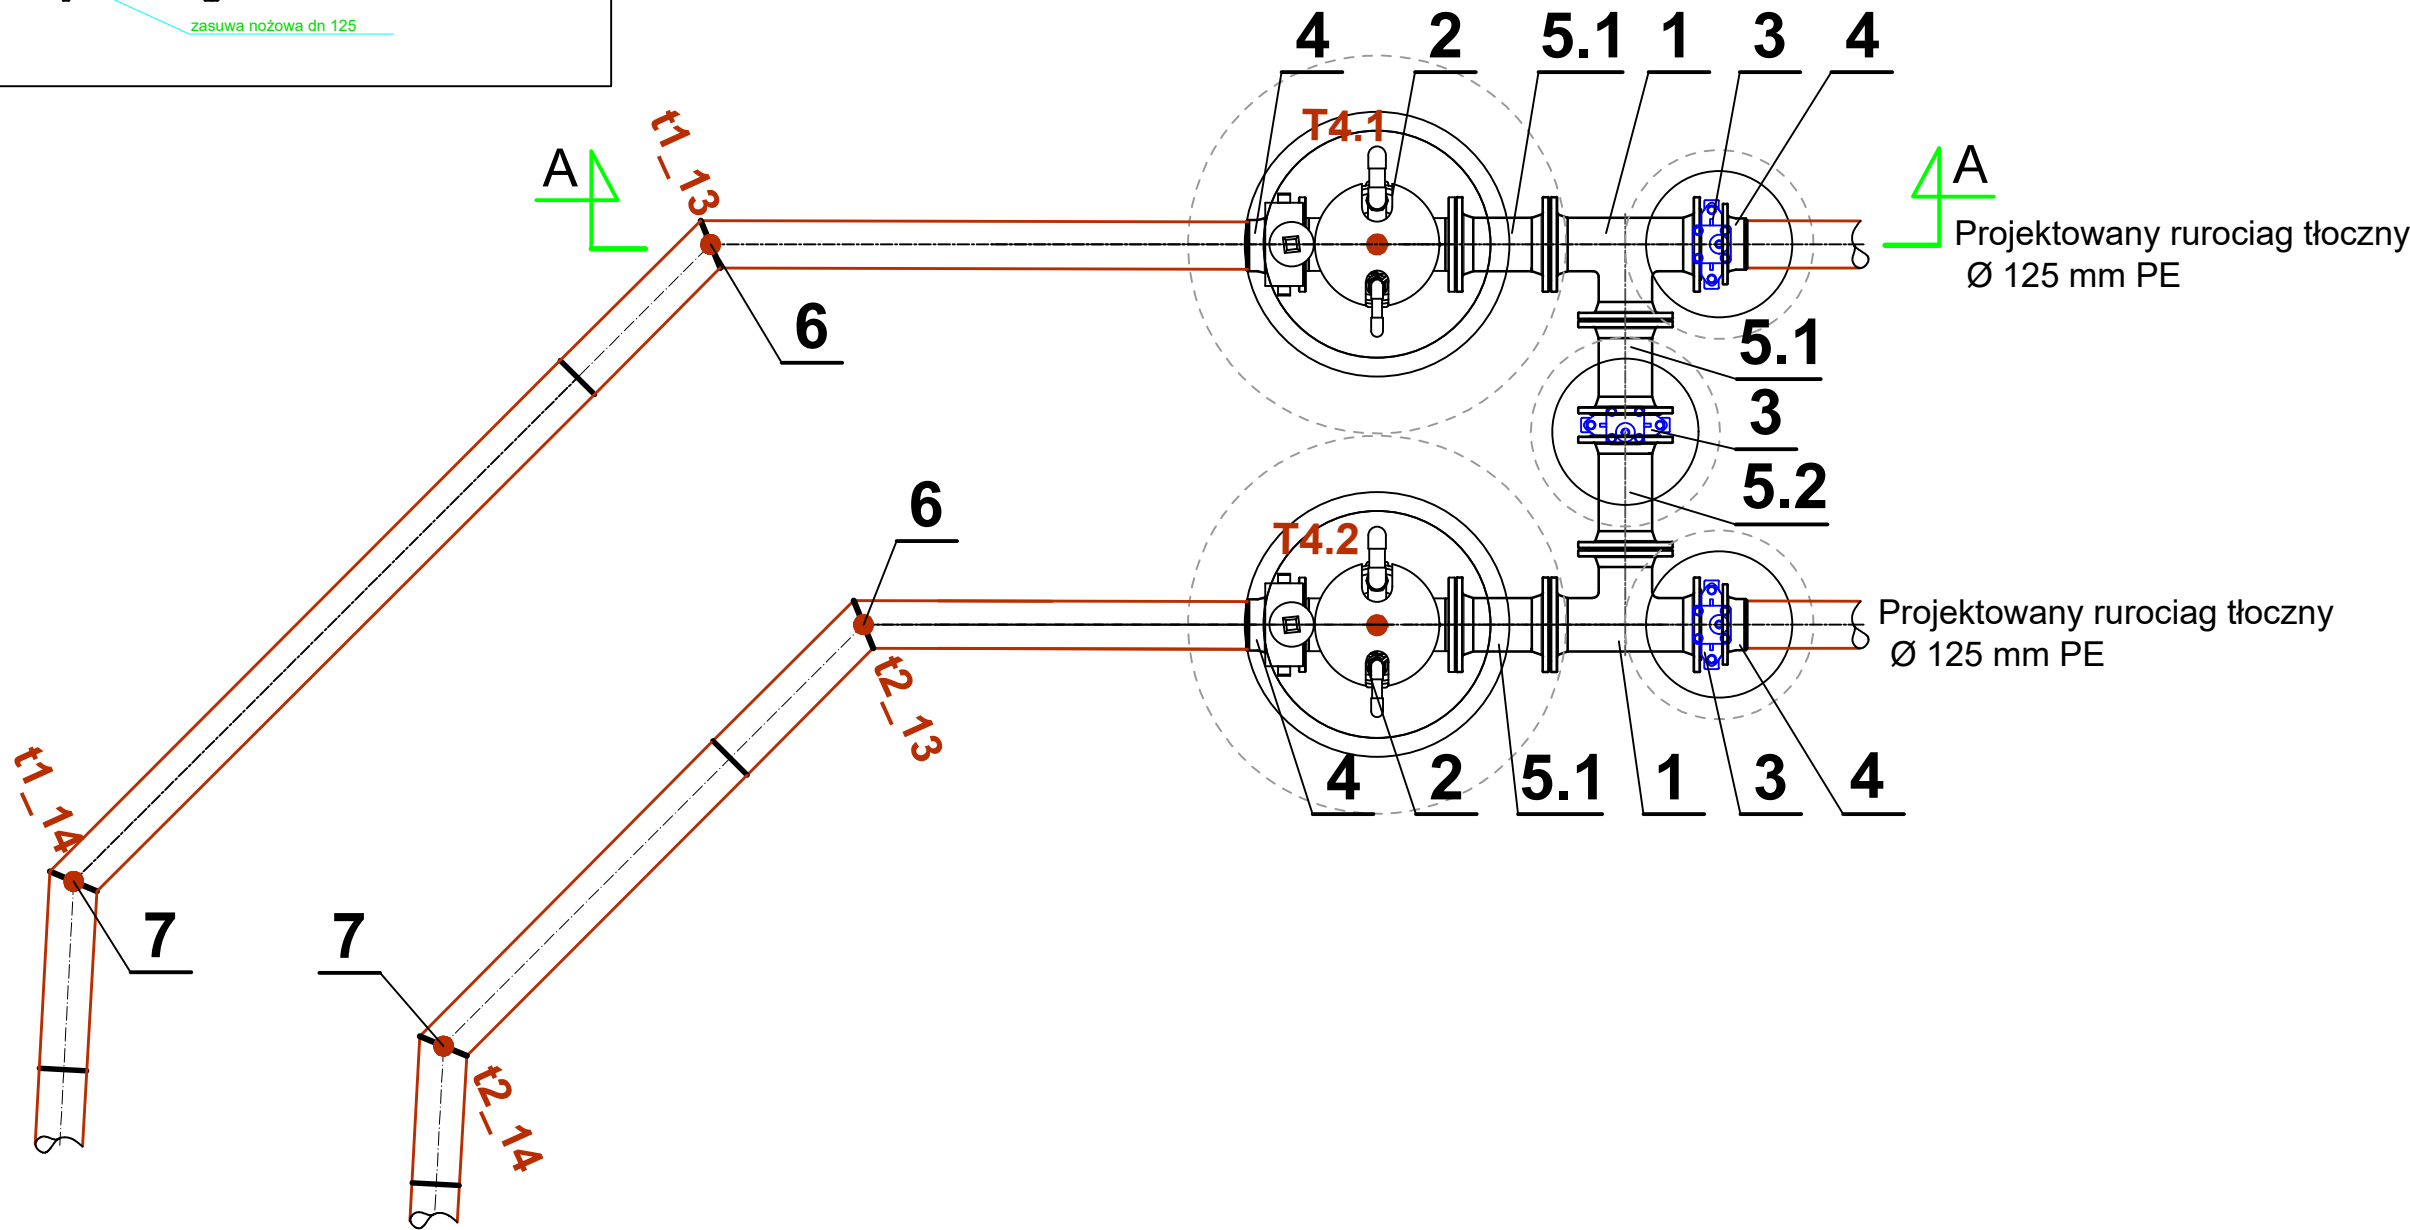 zasuwa nożowa dn 125
4
2
5.1
1
3
4
T4.1
t1_13
A
A
Projektowany rurociag tłoczny
Ø 125 mm PE
6
5.1
3
5.2
6
T4.2
Projektowany rurociag tłoczny
Ø 125 mm PE
t2_13
t1_14
4
2
5.1
1
3
4
7
7
t2_14